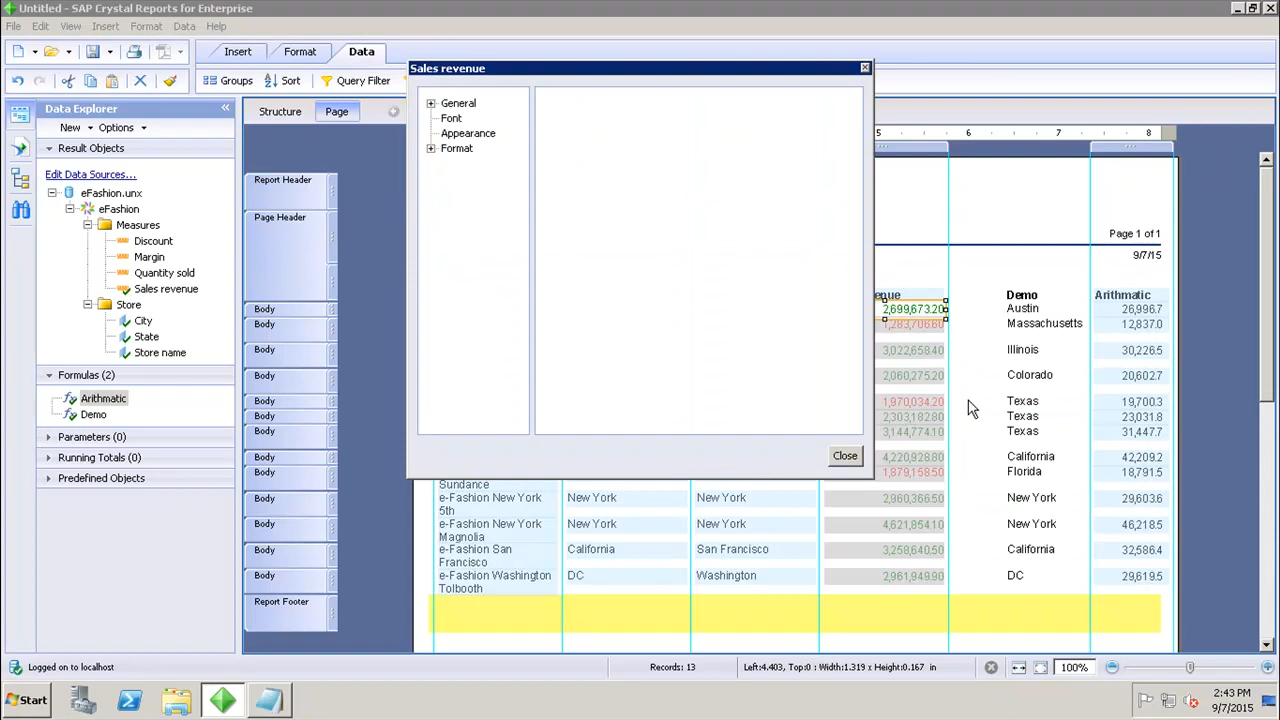 Untitled - SAP Crystal Reports for Enterprise
File Edit View Insert Format Data Help
Insert Format Data
Groups Sort Query Filter
Sales revenue
General
Font
Appearance
Format
Close
Data Explorer
New Options
Result Objects
Edit Data Sources...
eFashion.unx
eFashion
Measures
Discount
Margin
Quantity sold
Sales revenue
Store
City
State
Store name
Formulas (2)
Arithmatic
Demo
Parameters (0)
Running Totals (0)
Predefined Objects
Structure Page
5 6 7 8
Report Header
Page Header
Page 1 of 1
9/7/15
enue Demo Arithmatic
Body 2,699,673.20 Austin 26,996.7
Body 1,283,706.60 Massachusetts 12,837.0
Body 3,022,658.40 Illinois 30,226.5
Body 2,060,275.20 Colorado 20,602.7
Body 1,970,034.20 Texas 19,700.3
Body 2,303,182.80 Texas 23,031.8
Body 3,144,774.10 Texas 31,447.7
Body 4,220,928.80 California 42,209.2
Body 1,879,158.50 Florida 18,791.5
Sundance
Body e-Fashion New York New York New York 2,960,366.50 New York 29,603.6
5th
Body e-Fashion New York New York New York 4,621,854.10 New York 46,218.5
Magnolia
Body e-Fashion San California San Francisco 3,258,640.50 California 32,586.4
Francisco
Body e-Fashion Washington DC Washington 2,961,949.90 DC 29,619.5
Tolbooth
Report Footer
Logged on to localhost Records: 13 Left:4.403, Top:0 : Width:1.319 x Height:0.167 in 100%
Start 2:43 PM
9/7/2015